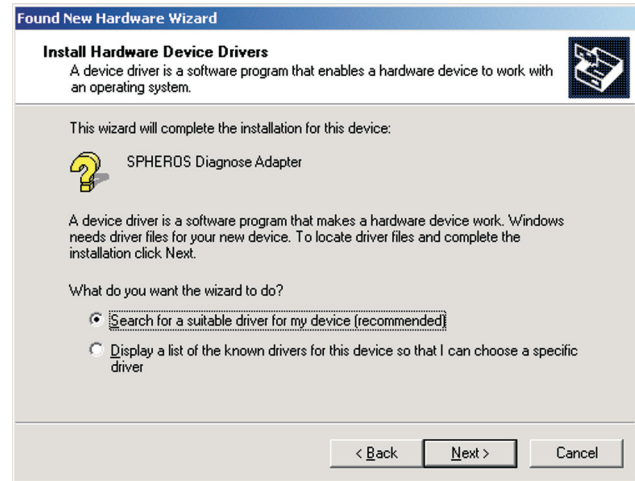 Found New Hardware Wizard
Install Hardware Device Drivers
A device driver is a software program that enables a hardware device to work with
an operating system.
This wizard will complete the installation for this device:
SPHEROS Diagnose Adapter
A device driver is a software program that makes a hardware device work. Windows
needs driver files for your new device. To locate driver files and complete the
installation click Next.
What do you want the wizard to do?
Search for a suitable driver for my device (recommended)
Display a list of the known drivers for this device so that I can choose a specific
driver
< Back Next > Cancel